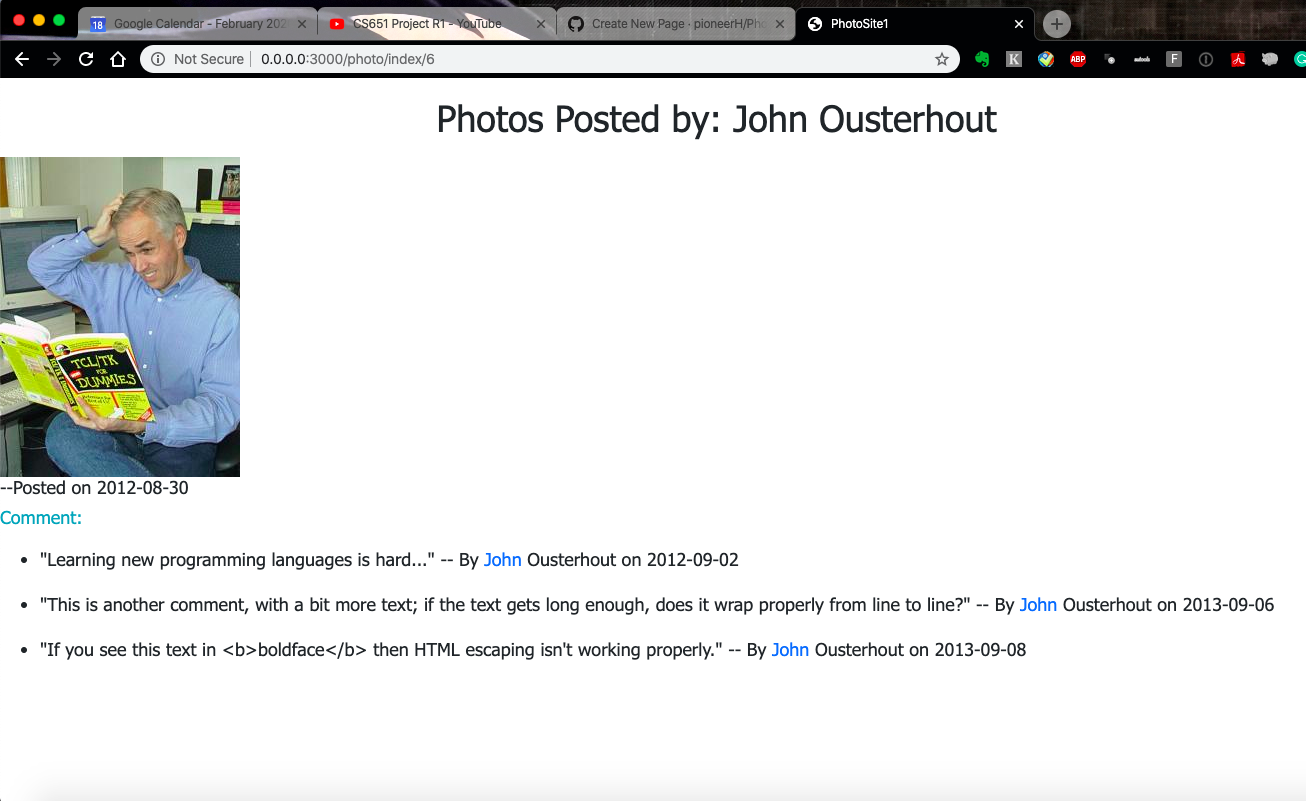 18 Google Calendar - February 202
CS651 Project R1 - YouTube
Create New Page · pioneerH/Pho
PhotoSite1
Not Secure | 0.0.0.0:3000/photo/index/6
K
ABP
F
Photos Posted by: John Ousterhout
TCL/TK
FOR
DUMMIES
--Posted on 2012-08-30
Comment:
• "Learning new programming languages is hard..." -- By John Ousterhout on 2012-09-02
• "This is another comment, with a bit more text; if the text gets long enough, does it wrap properly from line to line?" -- By John Ousterhout on 2013-09-06
• "If you see this text in <b>boldface</b> then HTML escaping isn't working properly." -- By John Ousterhout on 2013-09-08